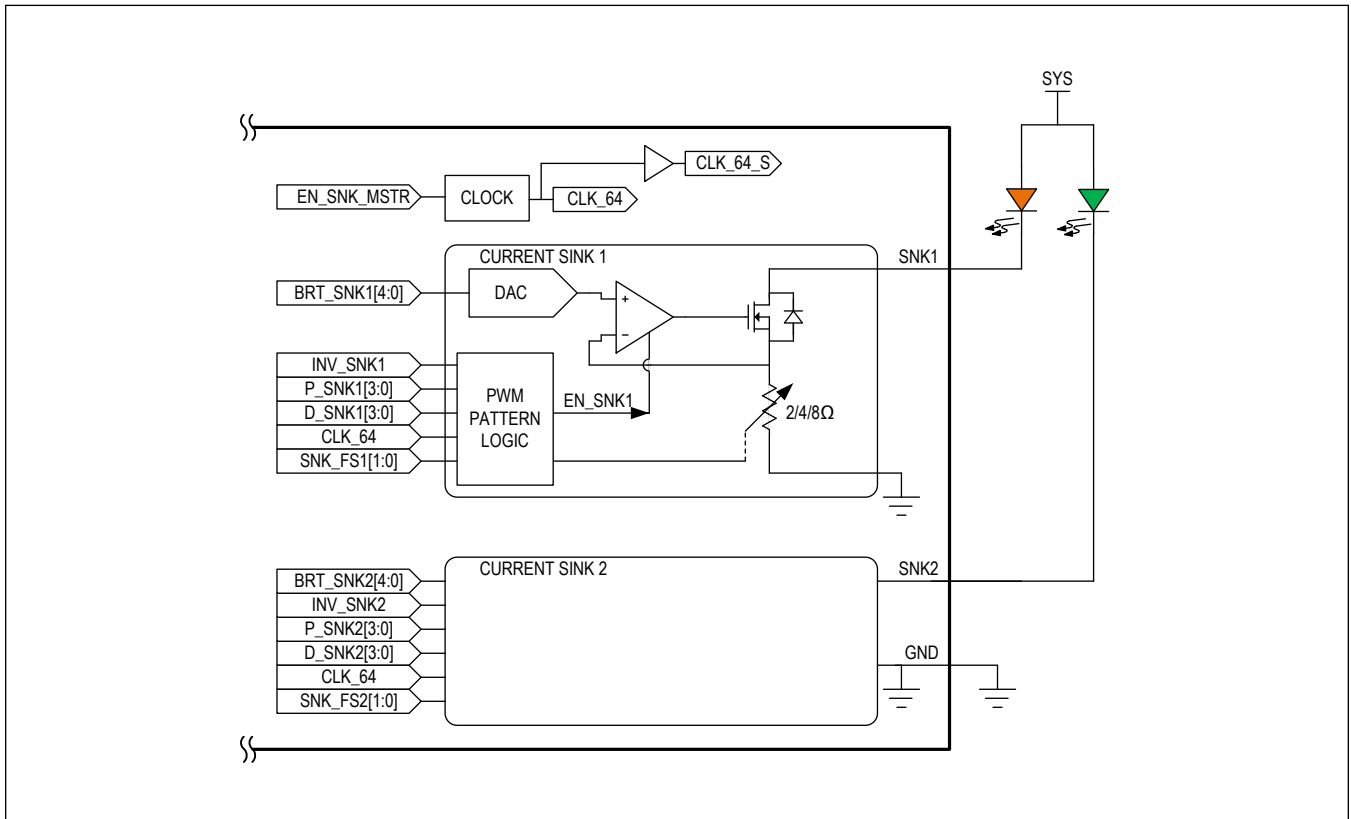 SYS
EN_SNK_MSTR
CLOCK
CLK_64_S
CLK_64
CURRENT SINK 1
SNK1
BRT_SNK1[4:0]
DAC
+
−
INV_SNK1
P_SNK1[3:0]
D_SNK1[3:0]
CLK_64
SNK_FS1[1:0]
PWM
PATTERN
LOGIC
EN_SNK1
2/4/8Ω
CURRENT SINK 2
SNK2
BRT_SNK2[4:0]
INV_SNK2
P_SNK2[3:0]
D_SNK2[3:0]
CLK_64
SNK_FS2[1:0]
GND